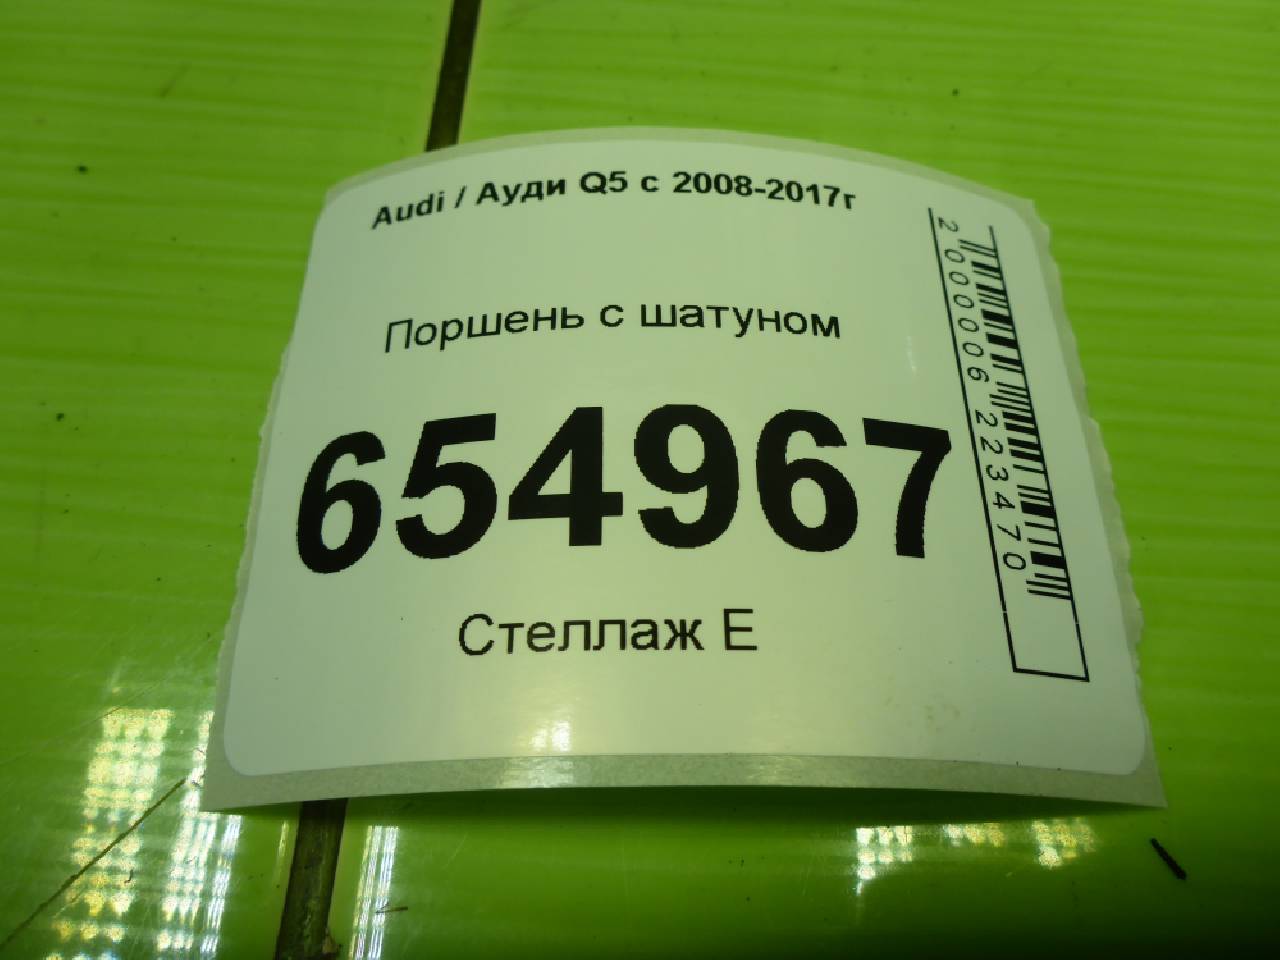 Audi / Ауди Q5 с 2008-2017г
Поршень с шатуном
654967
Стеллаж Е
2000006223470